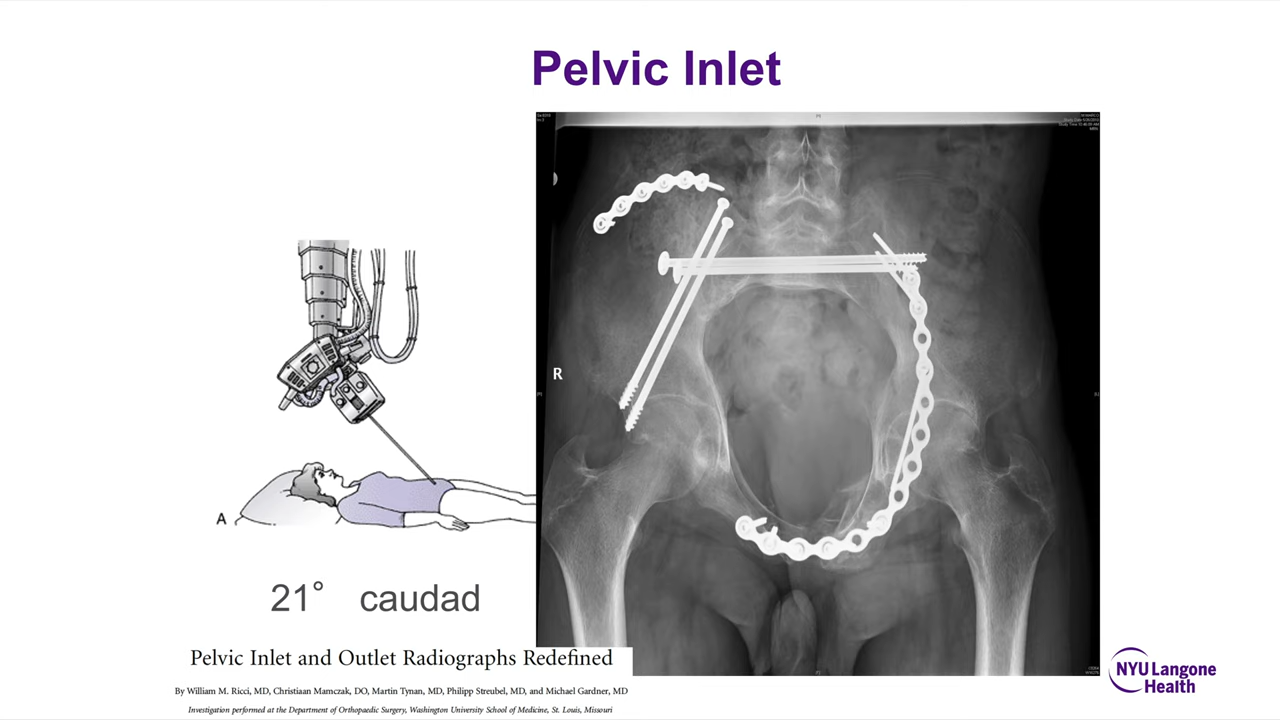 Pelvic Inlet
R
A
21° caudad
Pelvic Inlet and Outlet Radiographs Redefined
By William M. Ricci, MD, Christiaan Mamczak, DO, Martin Tynan, MD, Philipp Streubel, MD, and Michael Gardner, MD
Investigation performed at the Department of Orthopaedic Surgery, Washington University School of Medicine, St. Louis, Missouri
NYU Langone
Health